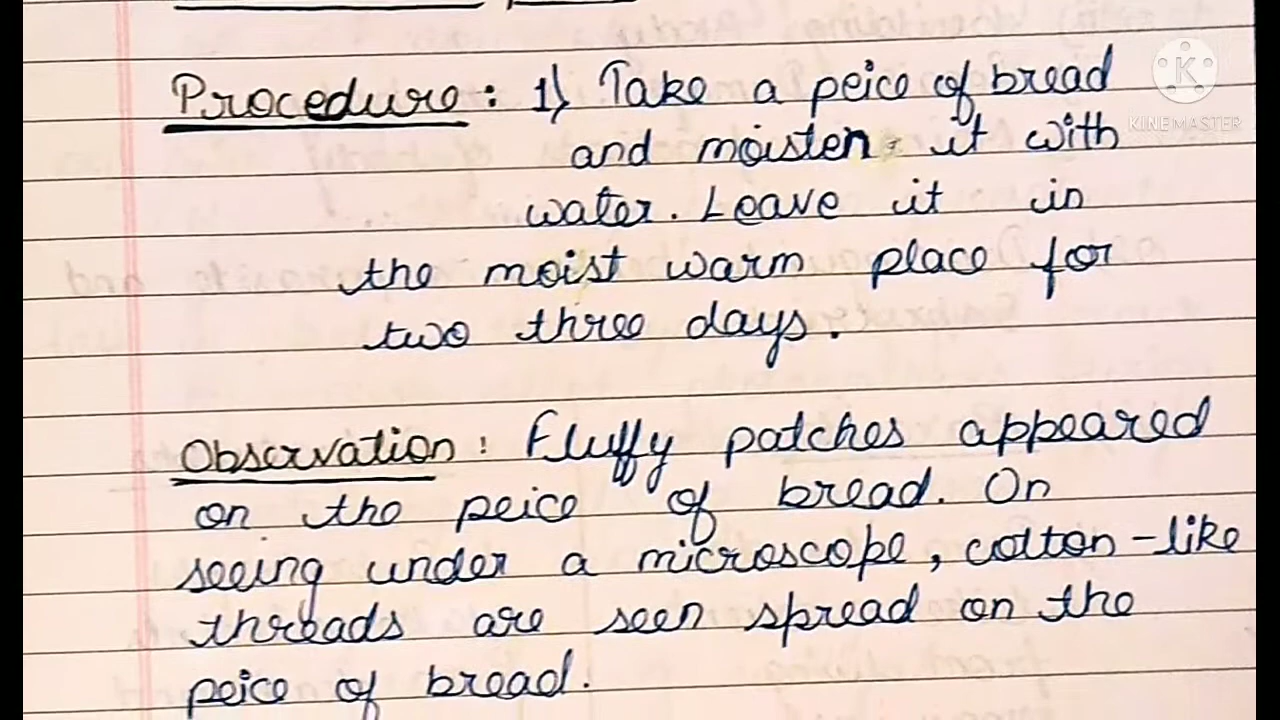 Procedure: 1) Take a peice of bread
and moisten it with
water. Leave it in
the moist warm place for
two three days.
Observation: Fluffy patches appeared
on the peice of bread. On
seeing under a microscope, cotton-like
threads are seen spread on the
peice of bread.
K
KINEMASTER